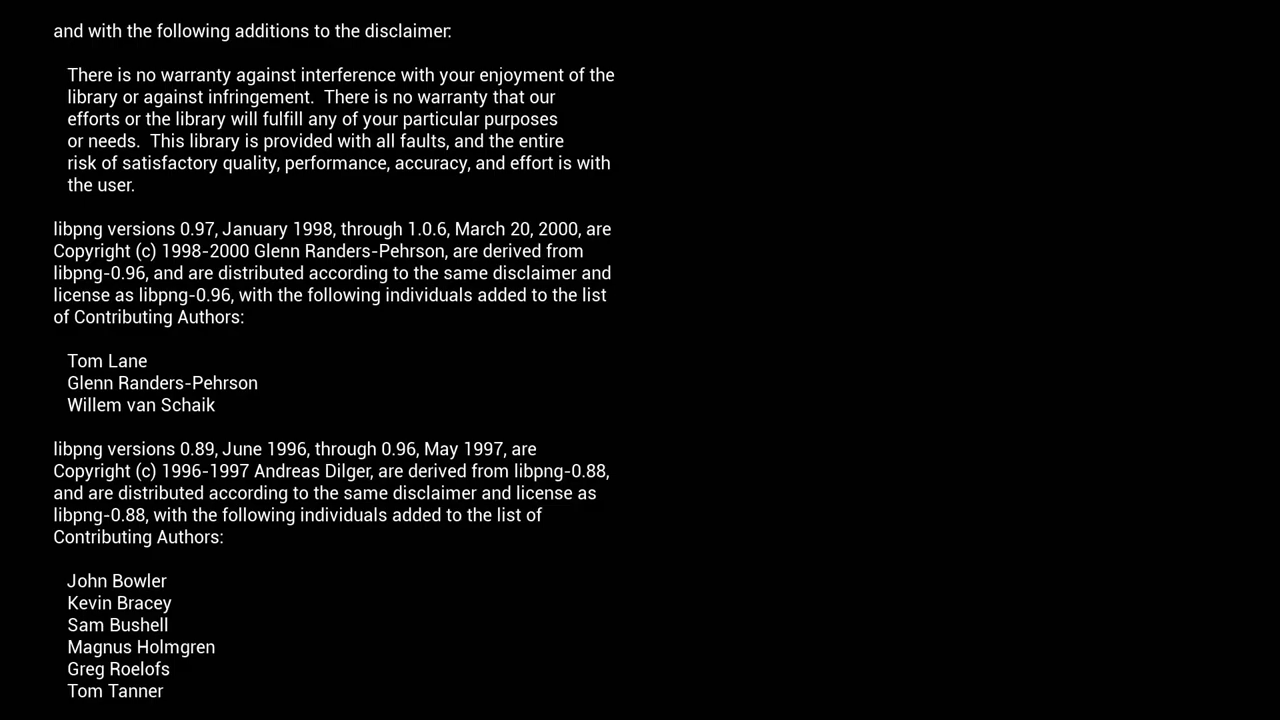 and with the following additions to the disclaimer:
There is no warranty against interference with your enjoyment of the
library or against infringement.  There is no warranty that our
efforts or the library will fulfill any of your particular purposes
or needs.  This library is provided with all faults, and the entire
risk of satisfactory quality, performance, accuracy, and effort is with
the user.
libpng versions 0.97, January 1998, through 1.0.6, March 20, 2000, are
Copyright (c) 1998-2000 Glenn Randers-Pehrson, are derived from
libpng-0.96, and are distributed according to the same disclaimer and
license as libpng-0.96, with the following individuals added to the list
of Contributing Authors:
Tom Lane
Glenn Randers-Pehrson
Willem van Schaik
libpng versions 0.89, June 1996, through 0.96, May 1997, are
Copyright (c) 1996-1997 Andreas Dilger, are derived from libpng-0.88,
and are distributed according to the same disclaimer and license as
libpng-0.88, with the following individuals added to the list of
Contributing Authors:
John Bowler
Kevin Bracey
Sam Bushell
Magnus Holmgren
Greg Roelofs
Tom Tanner